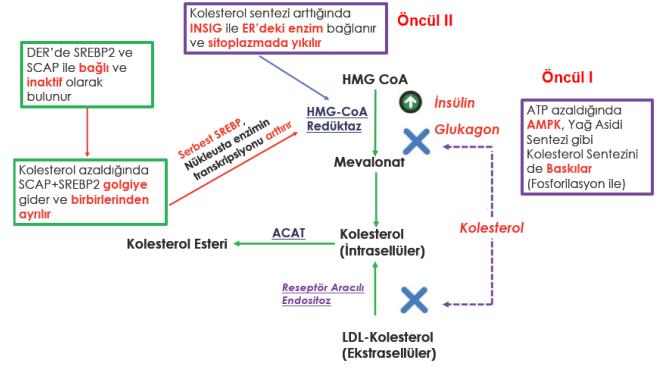 Kolesterol sentezi arttığında
INSIG ile ER'deki enzim bağlanır
ve sitoplazmada yıkılır
Öncül II
DER'de SREBP2 ve
SCAP ile bağlı ve
inaktif olarak
bulunur
HMG CoA
Öncül I
HMG-CoA
Redüktaz
İnsülin
Glukagon
ATP azaldığında
AMPK, Yağ Asidi
Sentezi gibi
Kolesterol Sentezini
de Baskılar
(Fosforilasyon ile)
Serbest SREBP,
Nükleusta enzimin
transkripsiyonu arttırır
Kolesterol azaldığında
SCAP+SREBP2 golgiye
gider ve birbirlerinden
ayrılır
Mevalonat
Kolesterol
ACAT
Kolesterol Esteri
Kolesterol
(İntrasellüler)
Reseptör Aracılı
Endositoz
LDL-Kolesterol
(Ekstrasellüler)